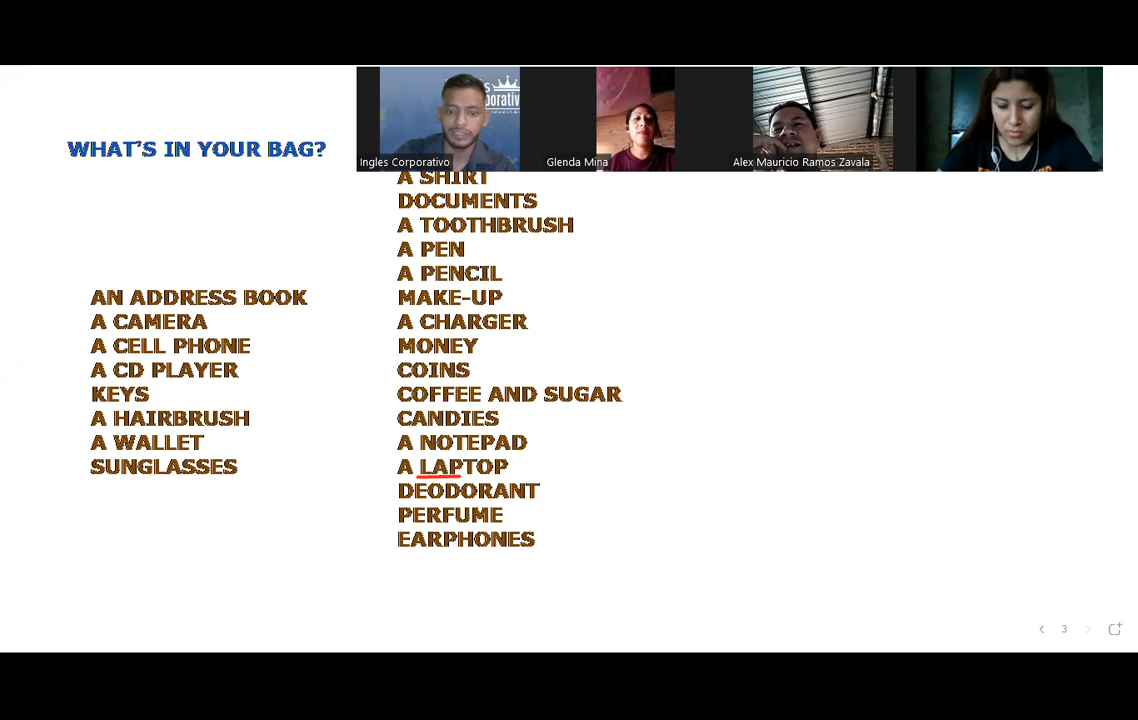 WHAT'S IN YOUR BAG?
AN ADDRESS BOOK
A CAMERA
A CELL PHONE
A CD PLAYER
KEYS
A HAIRBRUSH
A WALLET
SUNGLASSES
Ingles Corporativo
Glenda Mina
Alex Mauricio Ramos Zavala
A SHIRT
DOCUMENTS
A TOOTHBRUSH
A PEN
A PENCIL
MAKE-UP
A CHARGER
MONEY
COINS
COFFEE AND SUGAR
CANDIES
A NOTEPAD
A LAPTOP
DEODORANT
PERFUME
EARPHONES
3